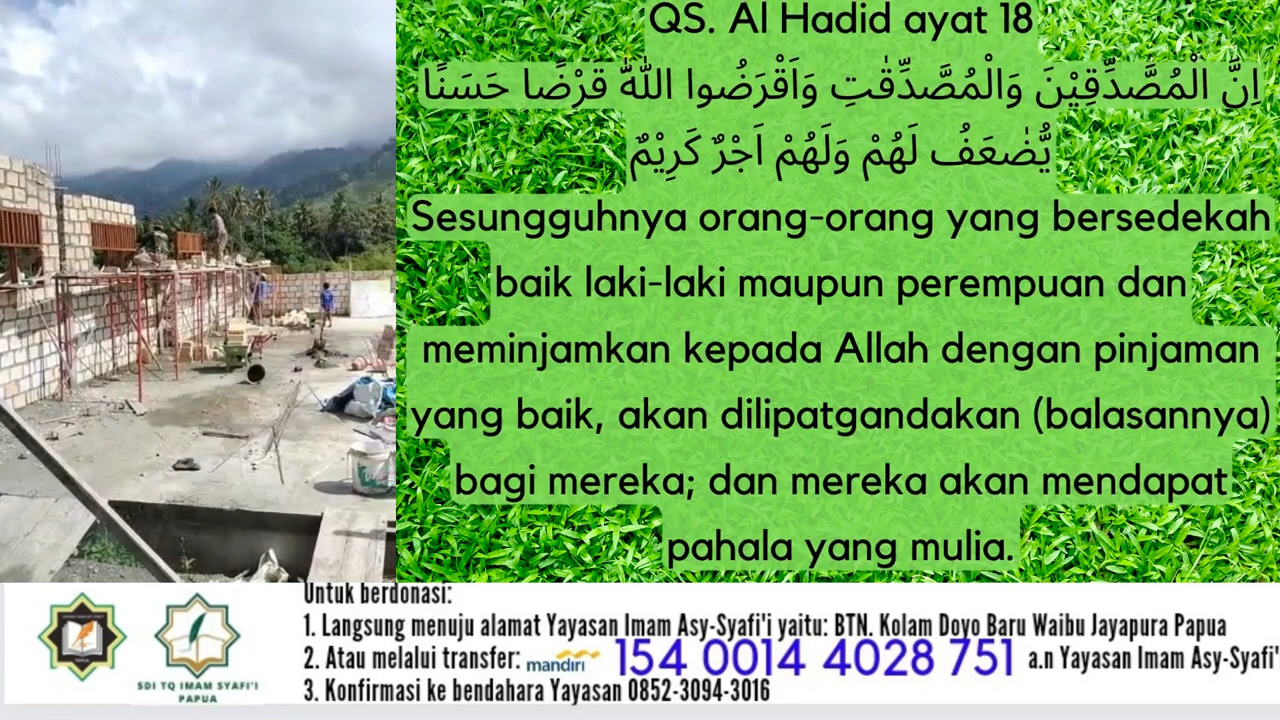 QS. Al Hadid ayat 18
اِنَّ الْمُصَّدِّقِيْنَ وَالْمُصَّدِّقٰتِ وَاَقْرَضُوا اللّٰهَ قَرْضًا حَسَنًا
يُّضٰعَفُ لَهُمْ وَلَهُمْ اَجْرٌ كَرِيْمٌ
Sesungguhnya orang-orang yang bersedekah
baik laki-laki maupun perempuan dan
meminjamkan kepada Allah dengan pinjaman
yang baik, akan dilipatgandakan (balasannya)
bagi mereka; dan mereka akan mendapat
pahala yang mulia.
Untuk berdonasi:
1. Langsung menuju alamat Yayasan Imam Asy-Syafi'i yaitu: BTN. Kolam Doyo Baru Waibu Jayapura Papua
2. Atau melalui transfer: mandiri 154 0014 4028 751 a.n Yayasan Imam Asy-Syafi'
3. Konfirmasi ke bendahara Yayasan 0852-3094-3016
SDI TQ IMAM SYAFI'I
PAPUA